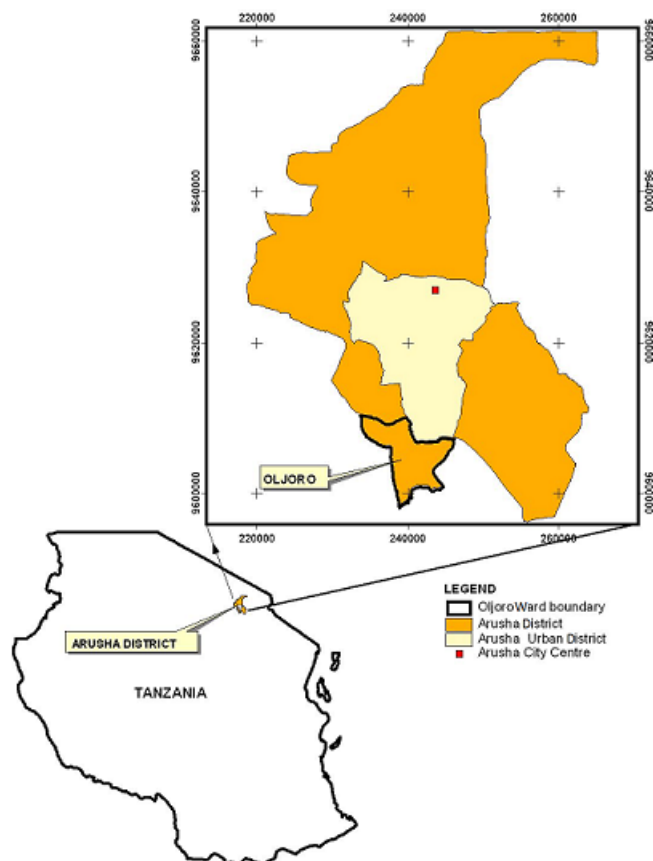 220000 240000 260000
9660000 9660000
9640000 9640000
9620000 9620000
OLJORO
9600000 9600000
220000 240000 260000
LEGEND
OljoroWard boundary
Arusha District
Arusha Urban District
Arusha City Centre
ARUSHA DISTRICT
TANZANIA